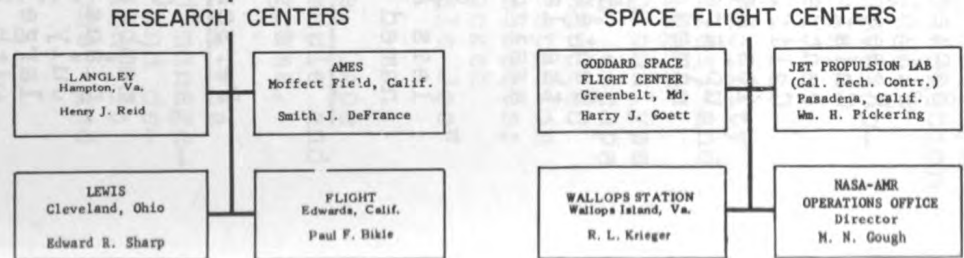 RESEARCH CENTERS
LANGLEY
Hampton, Va.
Henry J. Reid
AMES
Moffect Field, Calif.
Smith J. DeFrance
LEWIS
Cleveland, Ohio
Edward R. Sharp
FLIGHT
Edwards, Calif.
Paul F. Bikle
SPACE FLIGHT CENTERS
GODDARD SPACE
FLIGHT CENTER
Greenbelt, Md.
Harry J. Goett
JET PROPULSION LAB
(Cal. Tech. Contr.)
Pasadena, Calif.
Wm. H. Pickering
WALLOPS STATION
Wallops Island, Va.
R. L. Krieger
NASA-AMR
OPERATIONS OFFICE
Director
M. N. Gough